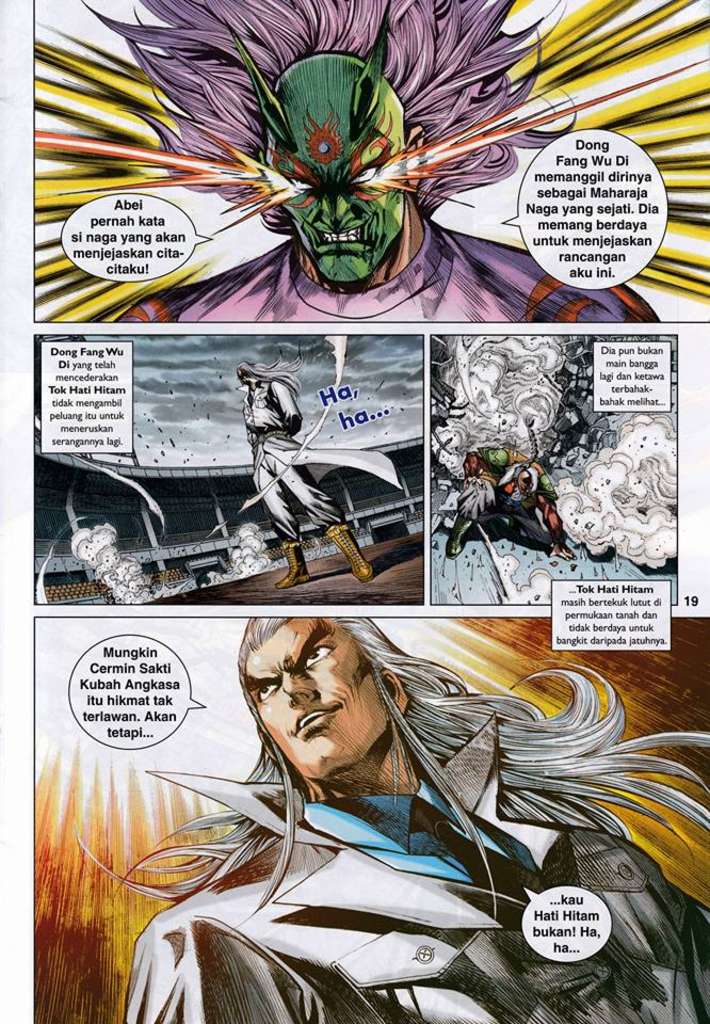 Abei
pernah kata
si naga yang akan
menjejaskan cita-
citaku!
Dong
Fang Wu Di
memanggil dirinya
sebagai Maharaja
Naga yang sejati. Dia
memang berdaya
untuk menjejaskan
rancangan
aku ini.
Dong Fang Wu
Di yang telah
mencederakan
Tok Hati Hitam
tidak mengambil
peluang itu untuk
meneruskan
serangannya lagi.
Ha,
ha...
Dia pun bukan
main bangga
lagi dan ketawa
terbahak-
bahak melihat...
...Tok Hati Hitam
masih bertekuk lutut di
permukaan tanah dan
tidak berdaya untuk
bangkit daripada jatuhnya.
19
Mungkin
Cermin Sakti
Kubah Angkasa
itu hikmat tak
terlawan. Akan
tetapi...
...kau
Hati Hitam
bukan! Ha,
ha...